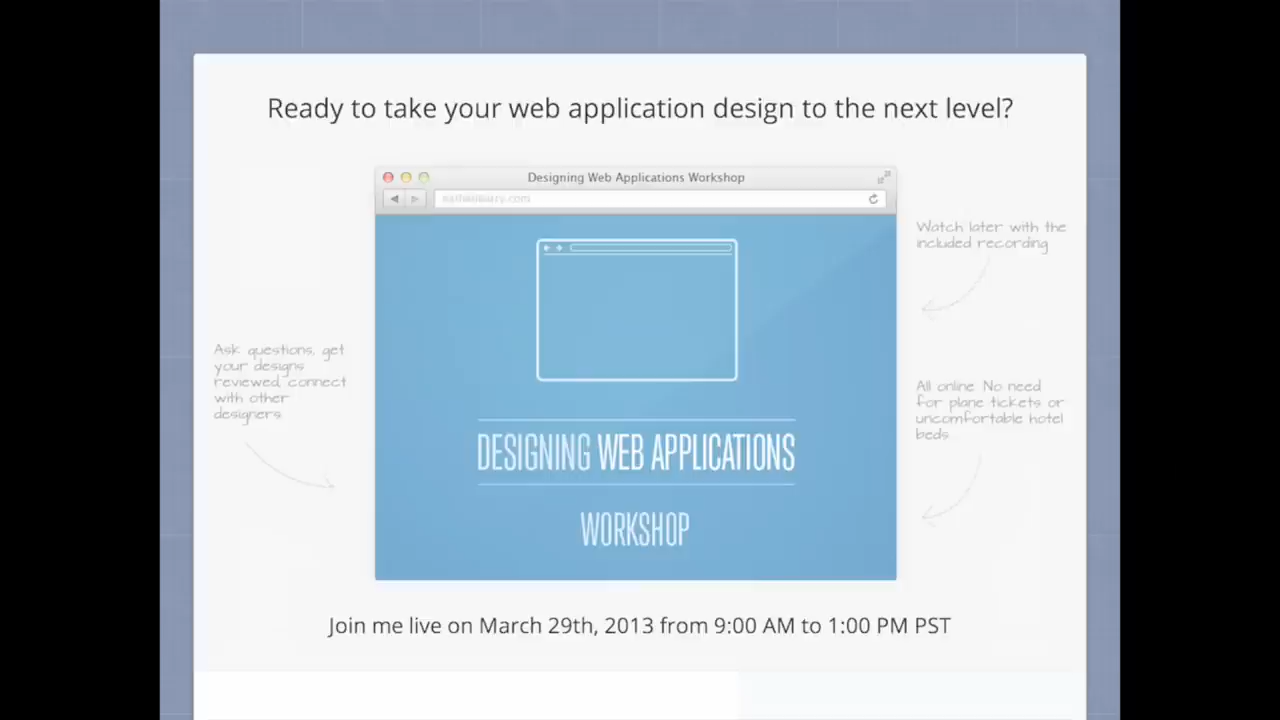 Ready to take your web application design to the next level?
Designing Web Applications Workshop
Watch later with the
included recording
Ask questions, get
your designs
reviewed, connect
with other
designers.
All online. No need
for plane tickets or
uncomfortable hotel
beds.
DESIGNING WEB APPLICATIONS
WORKSHOP
Join me live on March 29th, 2013 from 9:00 AM to 1:00 PM PST